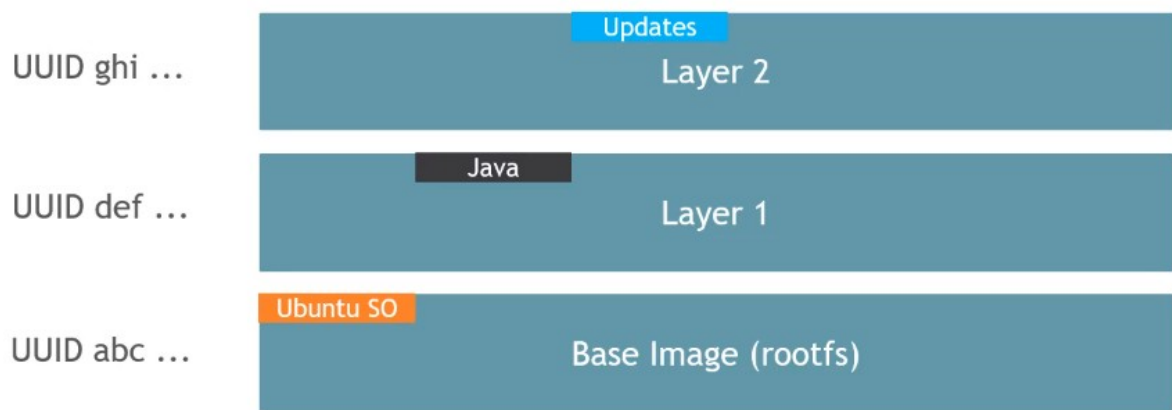 Updates
UUID ghi ...
Layer 2
Java
UUID def ...
Layer 1
Ubuntu SO
UUID abc ...
Base Image (rootfs)